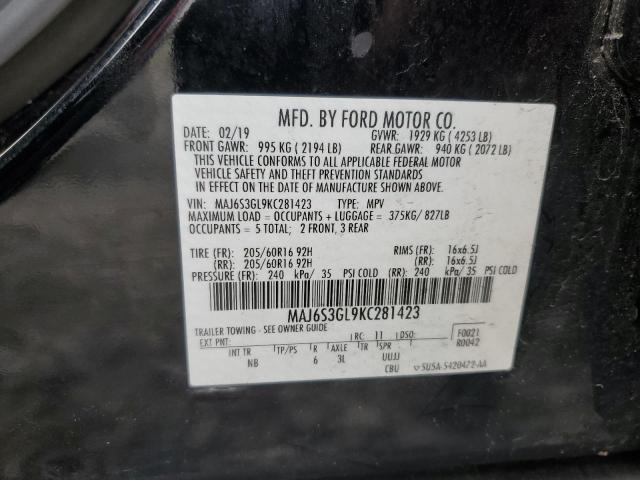 MFD. BY FORD MOTOR CO.
DATE: 02/19 GVWR: 1929 KG ( 4253 LB)
FRONT GAWR: 995 KG ( 2194 LB) REAR GAWR: 940 KG ( 2072 LB)
THIS VEHICLE CONFORMS TO ALL APPLICABLE FEDERAL MOTOR
VEHICLE SAFETY AND THEFT PREVENTION STANDARDS
IN EFFECT ON THE DATE OF MANUFACTURE SHOWN ABOVE.
VIN: MAJ6S3GL9KC281423 TYPE: MPV
MAXIMUM LOAD = OCCUPANTS + LUGGAGE = 375KG/ 827LB
OCCUPANTS = 5 TOTAL; 2 FRONT, 3 REAR
TIRE (FR): 205/60R16 92H RIMS (FR): 16x6.5J
(RR): 205/60R16 92H (RR): 16x6.5J
PRESSURE (FR): 240 kPa/ 35 PSI COLD (RR): 240 kPa/ 35 PSI COLD
MAJ6S3GL9KC281423
TRAILER TOWING - SEE OWNER GUIDE
EXT PNT: RC: 11 DSO: F0021
R0042
INT TR TP/PS R AXLE TR SPR
NB 6 3L UUJJ
CBU 5U5A-5420472-AA